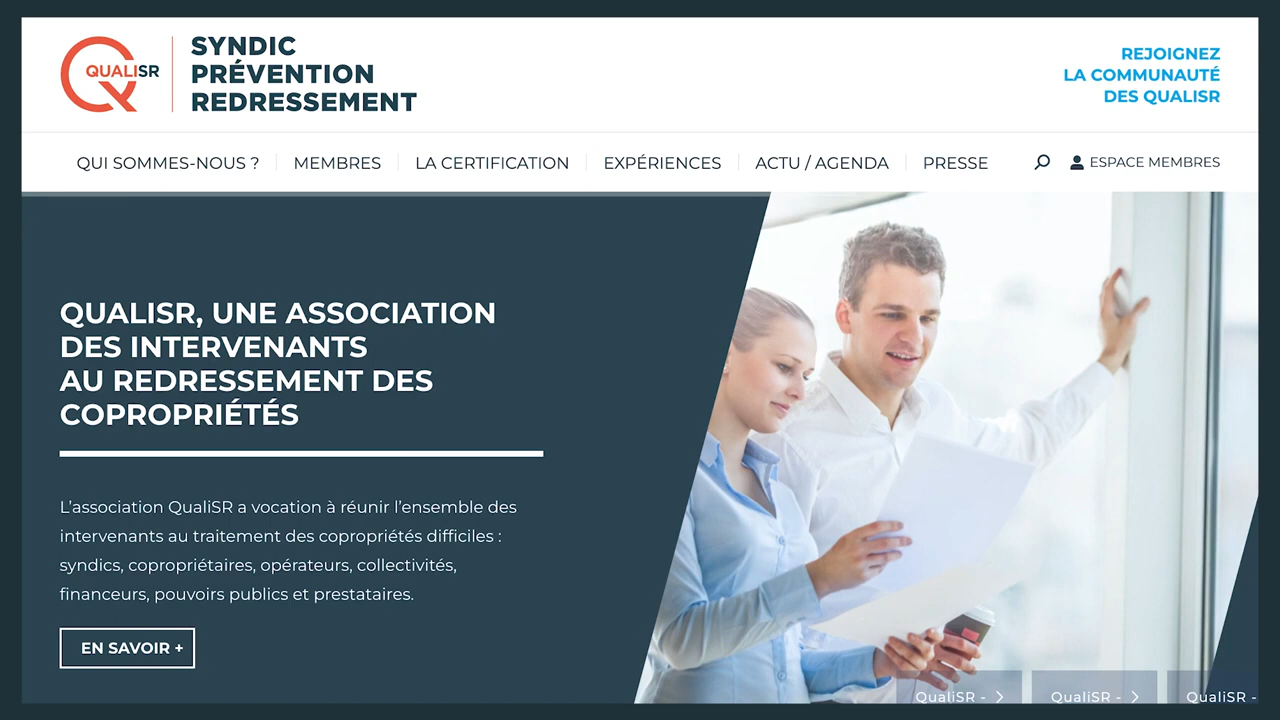 QUALISR
SYNDIC
PRÉVENTION
REDRESSEMENT
REJOIGNEZ
LA COMMUNAUTÉ
DES QUALISR
QUI SOMMES-NOUS ?
MEMBRES
LA CERTIFICATION
EXPÉRIENCES
ACTU / AGENDA
PRESSE
ESPACE MEMBRES
QUALISR, UNE ASSOCIATION
DES INTERVENANTS
AU REDRESSEMENT DES
COPROPRIÉTÉS
L’association QualiSR a vocation à réunir l’ensemble des
intervenants au traitement des copropriétés difficiles :
syndics, copropriétaires, opérateurs, collectivités,
financeurs, pouvoirs publics et prestataires.
EN SAVOIR +
QualiSR -
QualiSR -
QualiSR -